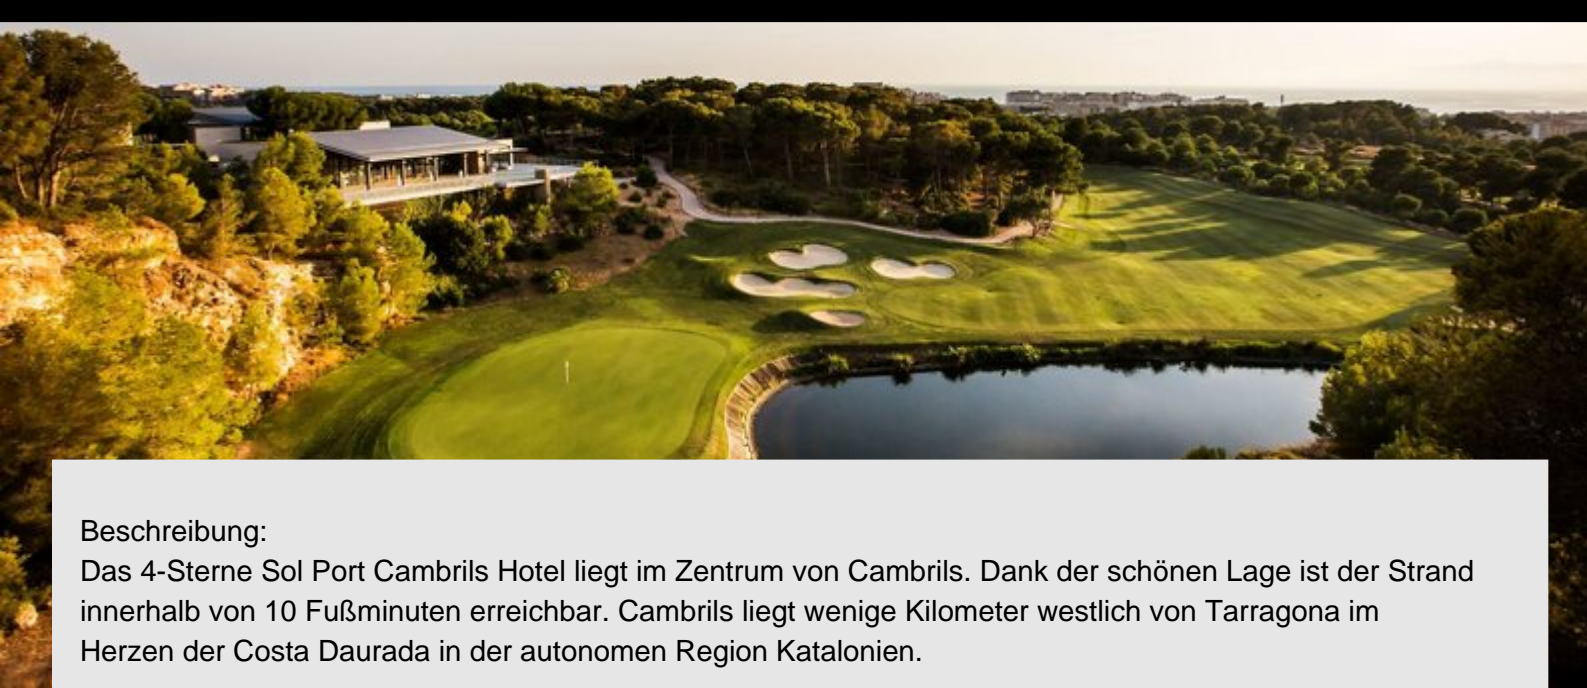 Beschreibung:
Das 4-Sterne Sol Port Cambrils Hotel liegt im Zentrum von Cambrils. Dank der schönen Lage ist der Strand
innerhalb von 10 Fußminuten erreichbar. Cambrils liegt wenige Kilometer westlich von Tarragona im
Herzen der Costa Daurada in der autonomen Region Katalonien.